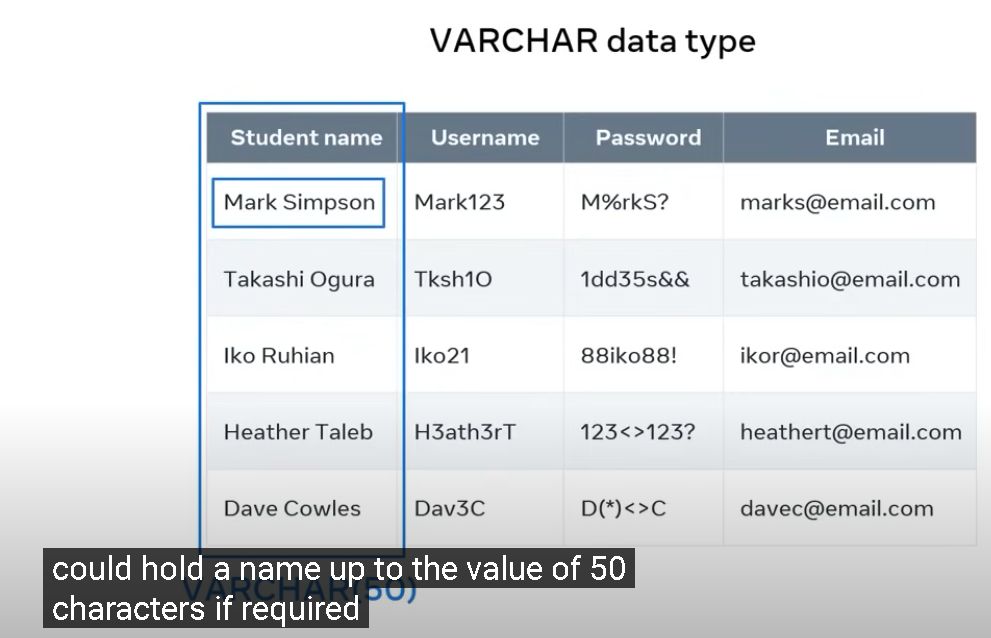 VARCHAR data type
Student name Username Password Email
Mark Simpson Mark123 M%rkS? marks@email.com
Takashi Ogura Tksh1O 1dd35s&& takashio@email.com
Iko Ruhian Iko21 88iko88! ikor@email.com
Heather Taleb H3ath3rT 123<>123? heathert@email.com
Dave Cowles Dav3C D(*)<>C davec@email.com
could hold a name up to the value of 50
VARCHAR(50)
characters if required